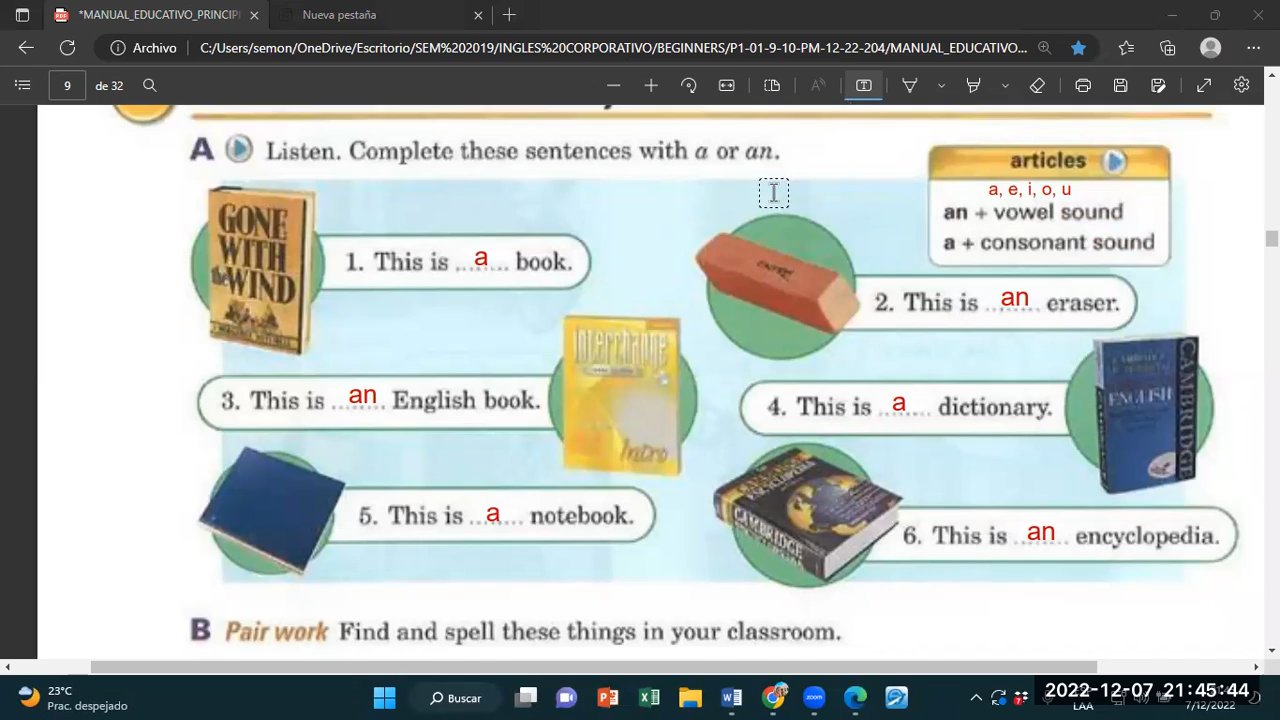 *MANUAL_EDUCATIVO_PRINCIPI
Nueva pestaña
Archivo
C:/Users/semon/OneDrive/Escritorio/SEM%202019/INGLES%20CORPORATIVO/BEGINNERS/P1-01-9-10-PM-12-22-204/MANUAL_EDUCATIVO...
9 de 32
A Listen. Complete these sentences with a or an.
articles
a, e, i, o, u
an + vowel sound
a + consonant sound
GONE
WITH
the WIND
1. This is a book.
2. This is an eraser.
Interchange
Intro
3. This is an English book.
4. This is a dictionary.
ENGLISH
CAMBRIDGE
5. This is a notebook.
CAMBRIDGE
6. This is an encyclopedia.
B Pair work Find and spell these things in your classroom.
23°C
Prac. despejado
Buscar
2022-12-07 21:45:44
LAA
7/12/2022